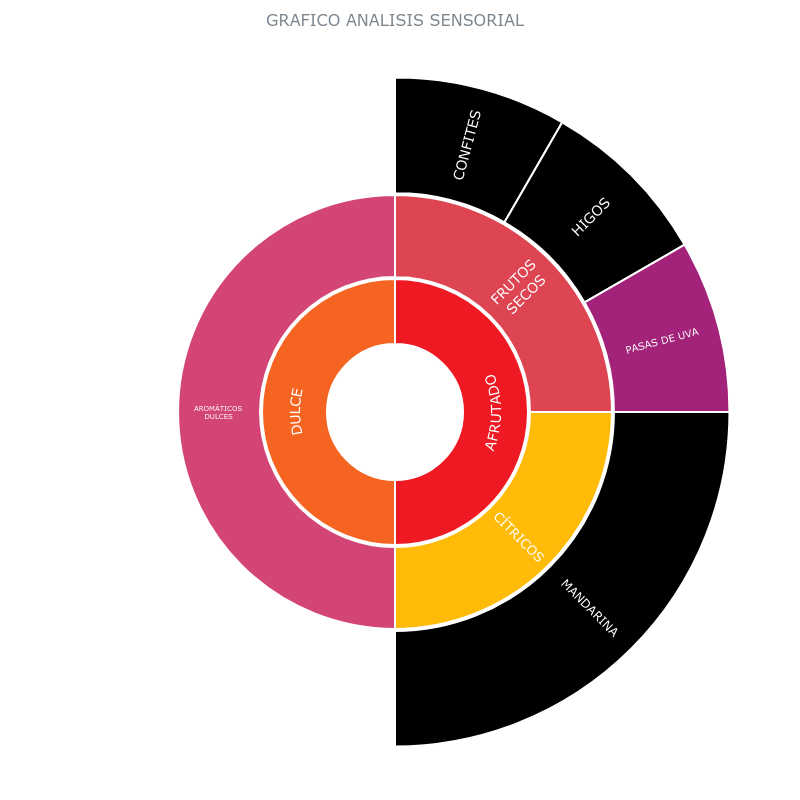 GRAFICO ANALISIS SENSORIAL
CONFITES
HIGOS
FRUTOS
SECOS
PASAS DE UVA
AFRUTADO
DULCE
AROMÁTICOS
DULCES
CÍTRICOS
MANDARINA